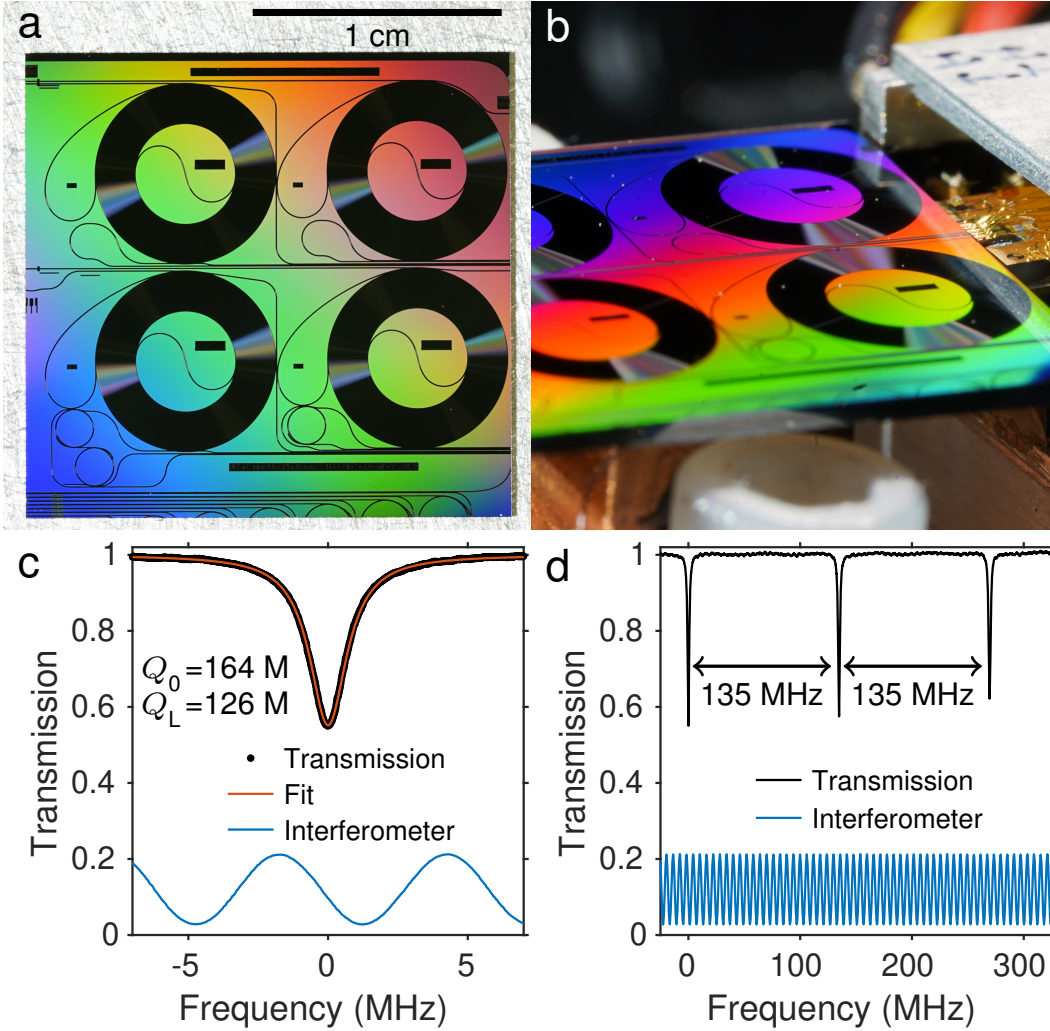 a
1 cm
b
c
1
0.8
0.6
0.4
0.2
0
Transmission
Q0=164 M
QL=126 M
Transmission
Fit
Interferometer
-5
0
5
Frequency (MHz)
d
1
0.8
0.6
0.4
0.2
0
Transmission
135 MHz
135 MHz
Transmission
Interferometer
0
100
200
300
Frequency (MHz)